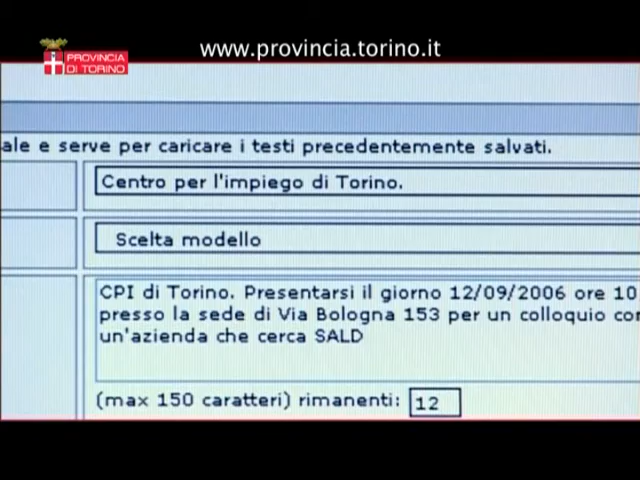 PROVINCIA
DI TORINO
www.provincia.torino.it
ale e serve per caricare i testi precedentemente salvati.
Centro per l'impiego di Torino.
Scelta modello
CPI di Torino. Presentarsi il giorno 12/09/2006 ore 10
presso la sede di Via Bologna 153 per un colloquio con
un'azienda che cerca SALD
(max 150 caratteri) rimanenti: 12